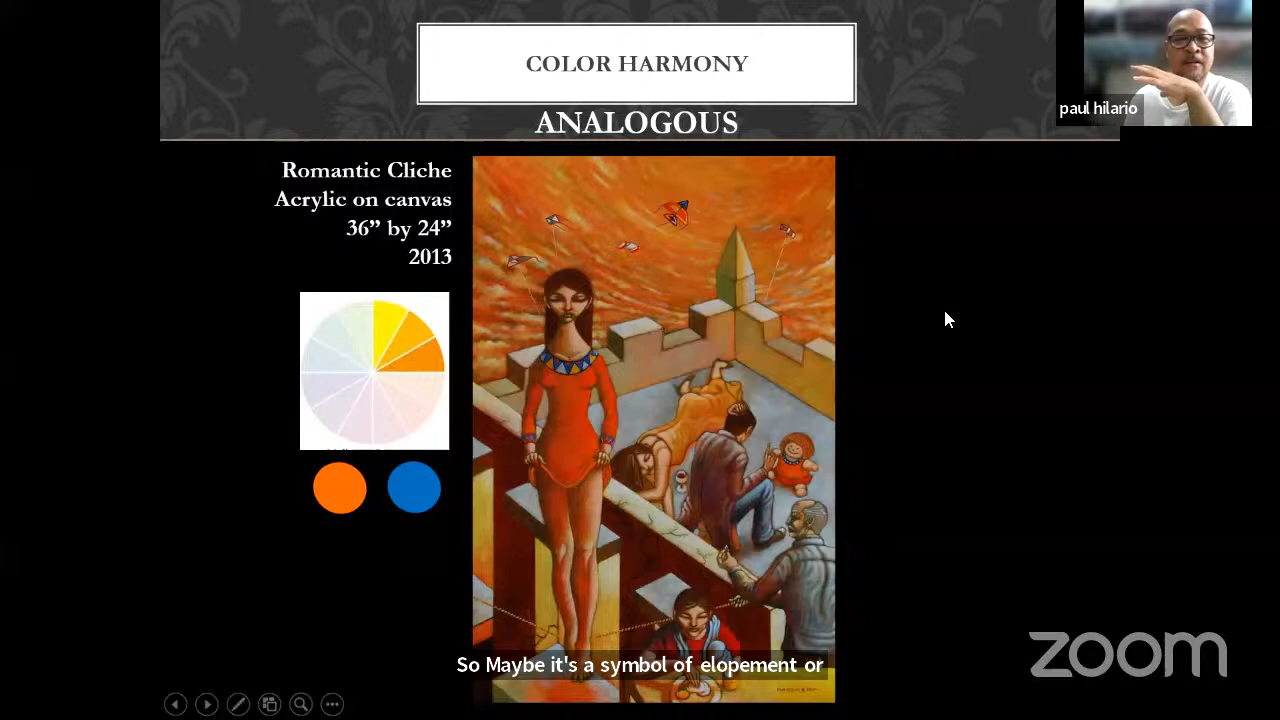 COLOR HARMONY
ANALOGOUS
paul hilario
Romantic Cliche
Acrylic on canvas
36” by 24”
2013
So Maybe it's a symbol of elopement or
zoom